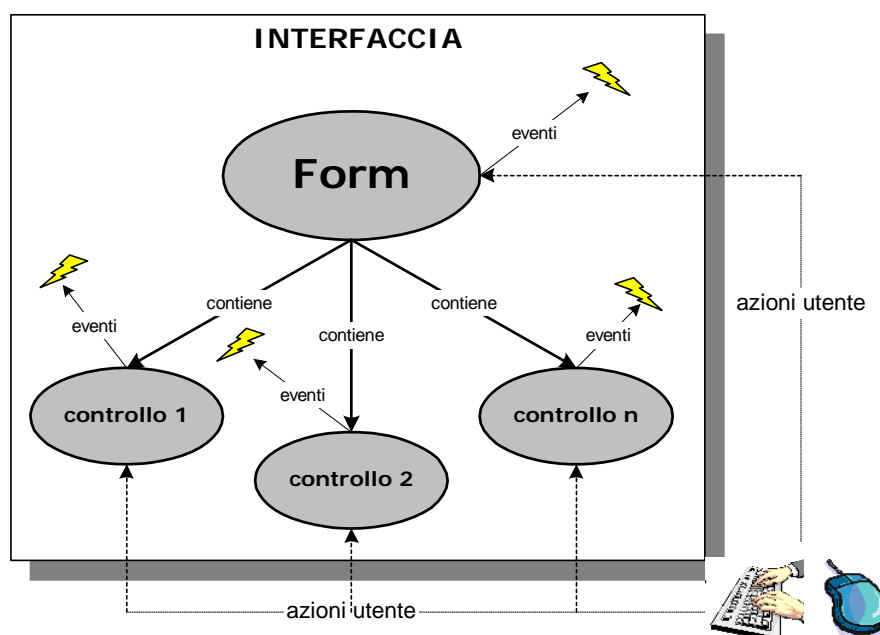 INTERFACCIA
eventi
Form
contiene
contiene
contiene
eventi
eventi
eventi
azioni utente
controllo 1
controllo 2
controllo n
azioni utente